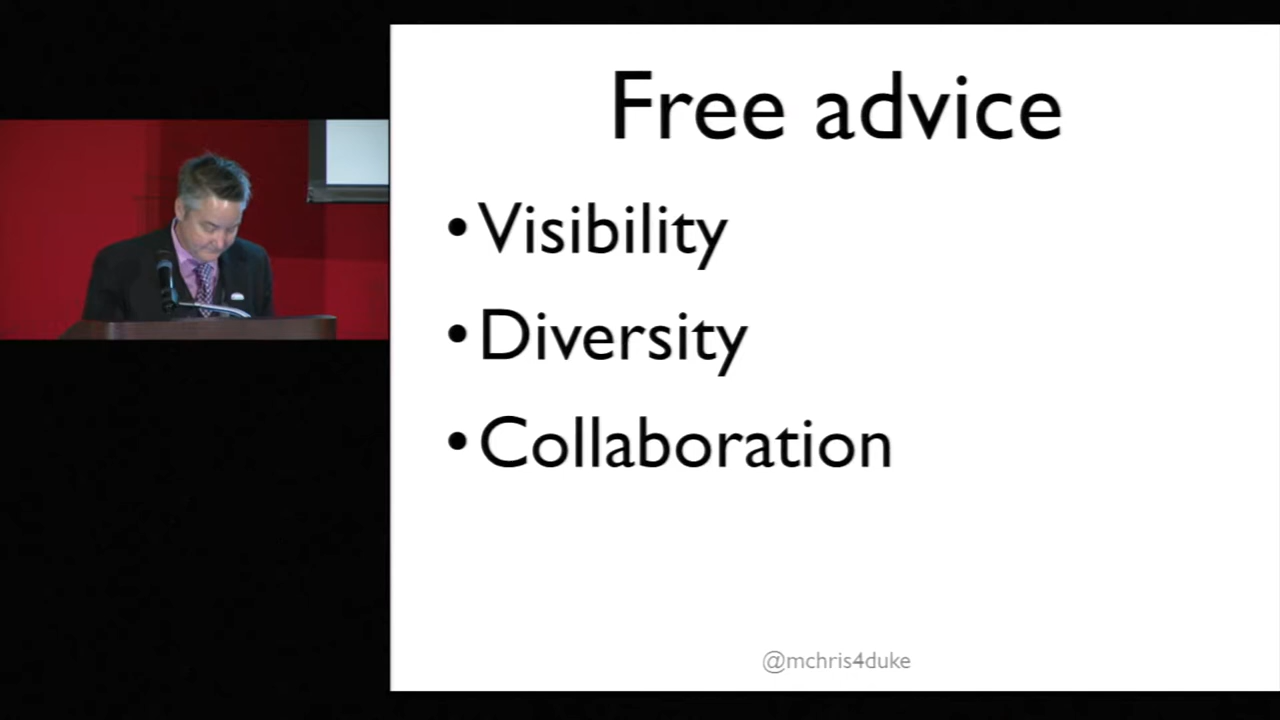 Free advice
• Visibility
• Diversity
• Collaboration
@mchris4duke